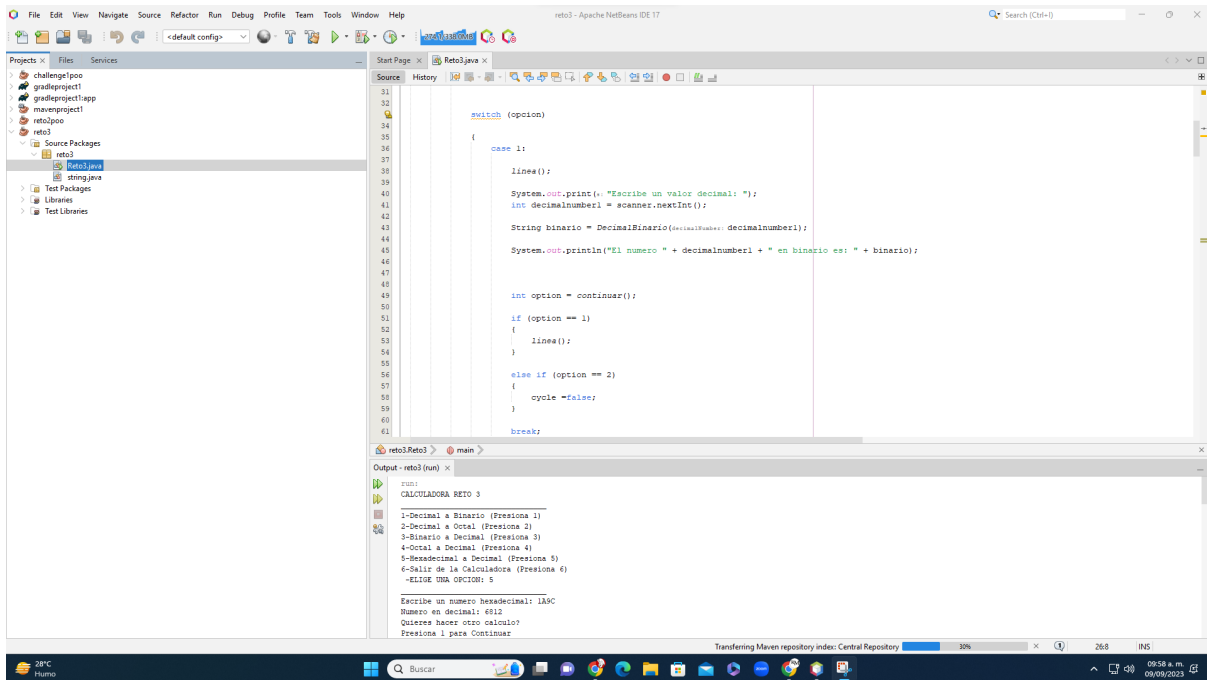 File Edit View Navigate Source Refactor Run Debug Profile Team Tools Window Help
reto3 - Apache NetBeans IDE 17
Search (Ctrl+I)
<default config>
Projects Files Services
Start Page Reto3.java
challenge1poo
gradleproject1
gradleproject1:app
mavenproject1
reto2poo
reto3
Source Packages
reto3
Reto3.java
string.java
Test Packages
Libraries
Test Libraries
Source History
31
32
switch (opcion)
34
35 {
36 case 1:
37
38 linea();
39
40 System.out.print(s: "Escribe un valor decimal: ");
41 int decimalnumber1 = scanner.nextInt();
42
43 String binario = DecimalBinario(decimalNumber: decimalnumber1);
44
45 System.out.println("El numero " + decimalnumber1 + " en binario es: " + binario);
46
47
48
49 int option = continuar();
50
51 if (option == 1)
52 {
53 linea();
54 }
55
56 else if (option == 2)
57 {
58 cycle =false;
59 }
60
61 break;
reto3.Reto3 main
Output - reto3 (run)
run:
CALCULADORA RETO 3
1-Decimal a Binario (Presiona 1)
2-Decimal a Octal (Presiona 2)
3-Binario a Decimal (Presiona 3)
4-Octal a Decimal (Presiona 4)
5-Hexadecimal a Decimal (Presiona 5)
6-Salir de la Calculadora (Presiona 6)
-ELIGE UNA OPCION: 5
Escribe un numero hexadecimal: 1A9C
Numero en decimal: 6812
Quieres hacer otro calculo?
Presiona 1 para Continuar
Transferring Maven repository index: Central Repository 30% 26:8 INS
28°C
Humo
Buscar
09:58 a. m.
09/09/2023